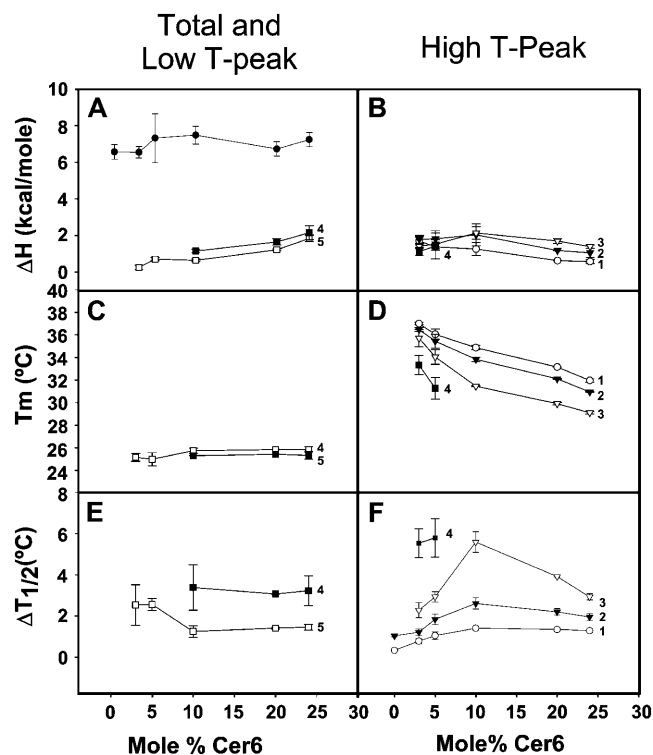 Total and
Low T-peak
High T-Peak
ΔH (kcal/mole)
10
8
6
4
2
0
A
4
5
B
3
2
1
4
Tm (ºC)
40
38
36
34
32
30
28
26
24
C
4
5
D
1
2
3
4
ΔT1/2(ºC)
8
6
4
2
0
E
4
5
F
4
3
2
1
0 5 10 15 20 25 30 0 5 10 15 20 25 30
Mole % Cer6
Mole% Cer6